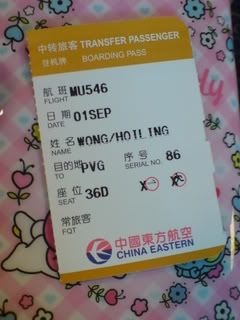 中转旅客 TRANSFER PASSENGER
登机牌 BOARDING PASS
航 班 MU546
FLIGHT
日 期 01SEP
DATE
姓 名 WONG/HOILING
NAME
目的地 PVG 序 号 86
TO SERIAL NO.
座 位 36D
SEAT
常旅客
FQT
中國東方航空
CHINA EASTERN